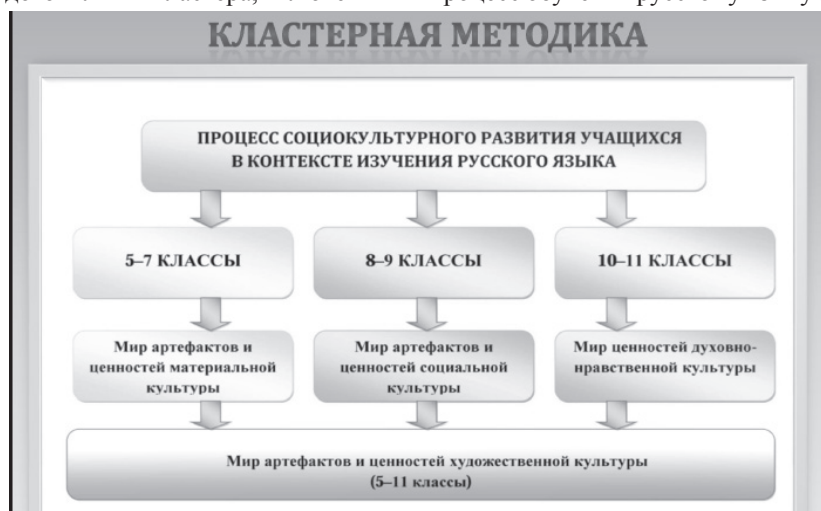 КЛАСТЕРНАЯ МЕТОДИКА
ПРОЦЕСС СОЦИОКУЛЬТУРНОГО РАЗВИТИЯ УЧАЩИХСЯ
В КОНТЕКСТЕ ИЗУЧЕНИЯ РУССКОГО ЯЗЫКА
5–7 КЛАССЫ
8–9 КЛАССЫ
10–11 КЛАССЫ
Мир артефактов и
ценностей материальной
культуры
Мир артефактов и
ценностей социальной
культуры
Мир ценностей духовно-
нравственной культуры
Мир артефактов и ценностей художественной культуры
(5–11 классы)